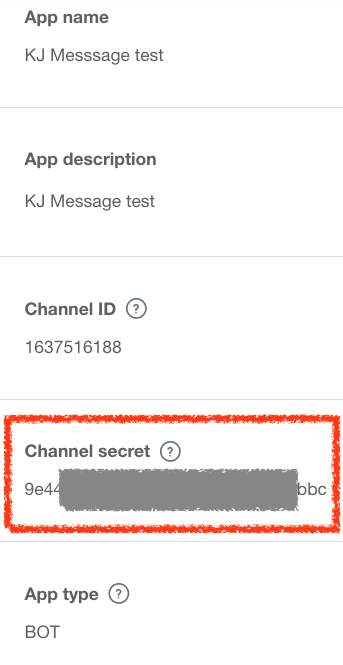 App name
KJ Messsage test
App description
KJ Message test
Channel ID ?
1637516188
Channel secret ?
9e44 bbc
App type ?
BOT